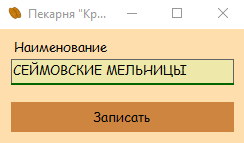 Пекарня "Кр...
Наименование
СЕЙМОВСКИЕ МЕЛЬНИЦЫ
Записать